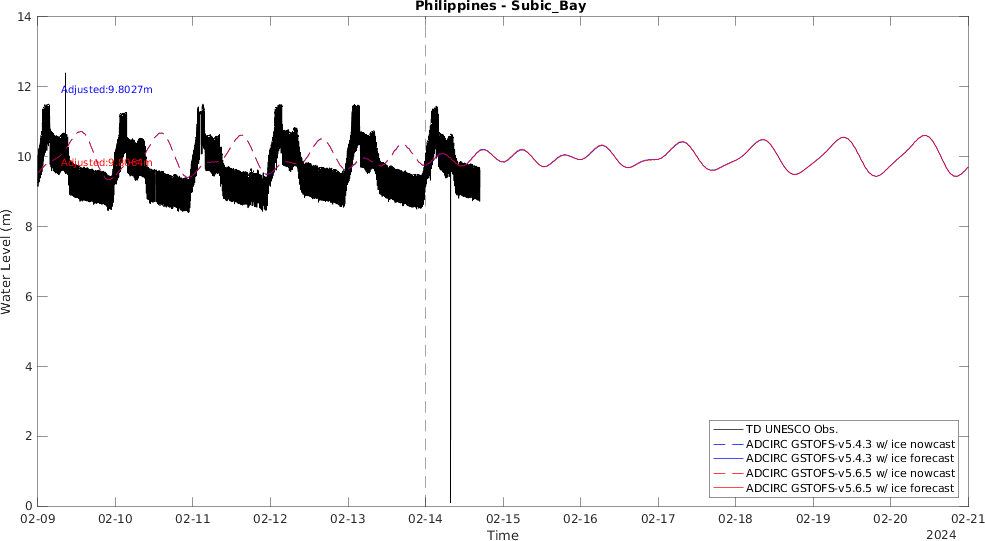 Philippines - Subic_Bay
14
12
10
8
6
4
2
0
Water Level (m)
Adjusted:9.8027m
02-09
02-10
02-11
02-12
02-13
02-14
02-15
02-16
02-17
02-18
02-19
02-20
02-21
Time
2024
TD UNESCO Obs.
ADCIRC GSTOFS-v5.4.3 w/ ice nowcast
ADCIRC GSTOFS-v5.4.3 w/ ice forecast
ADCIRC GSTOFS-v5.6.5 w/ ice nowcast
ADCIRC GSTOFS-v5.6.5 w/ ice forecast